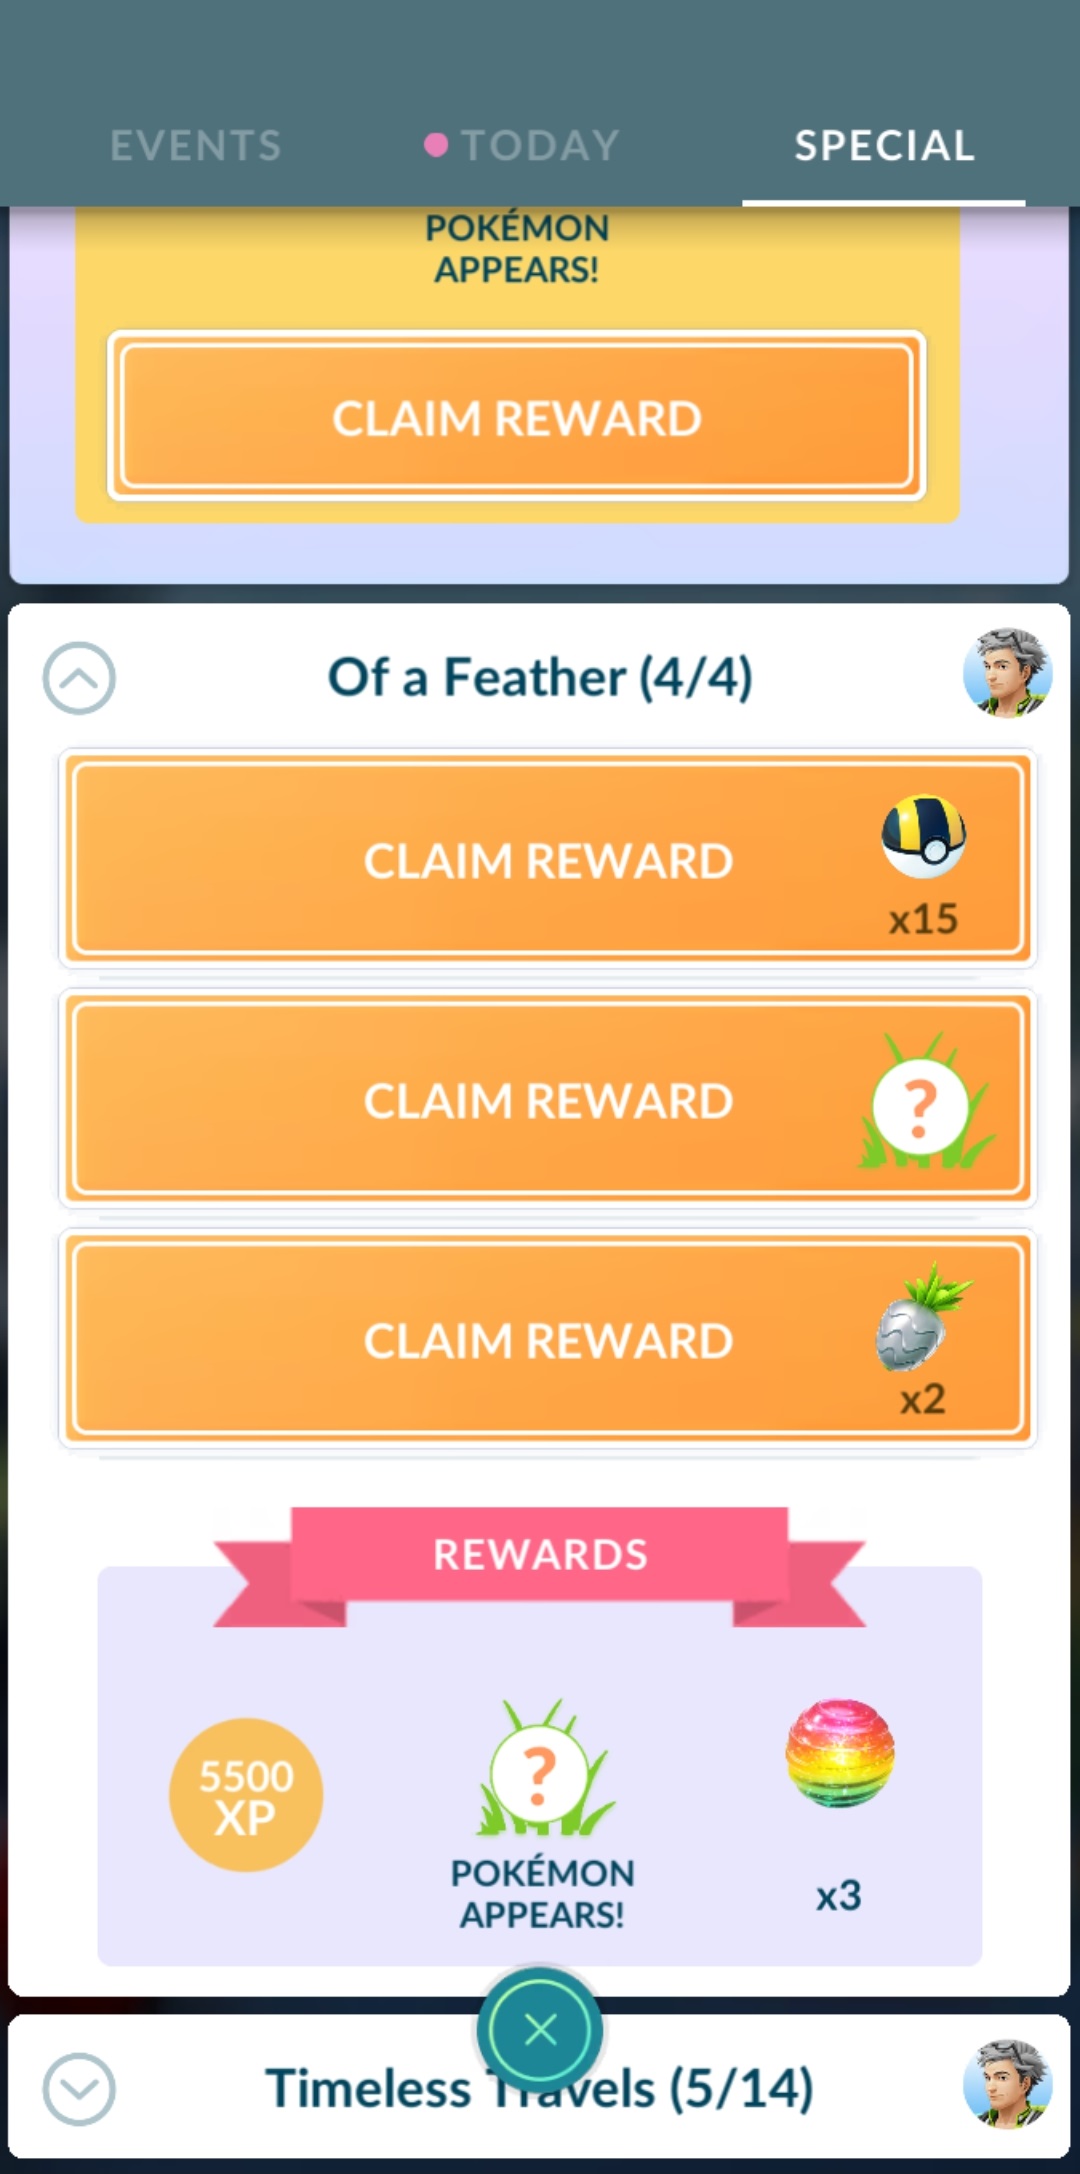 EVENTS
TODAY
SPECIAL
POKÉMON
APPEARS!
CLAIM REWARD
Of a Feather (4/4)
CLAIM REWARD
x15
CLAIM REWARD
?
CLAIM REWARD
x2
REWARDS
5500
XP
?
POKÉMON
APPEARS!
x3
Timeless Travels (5/14)